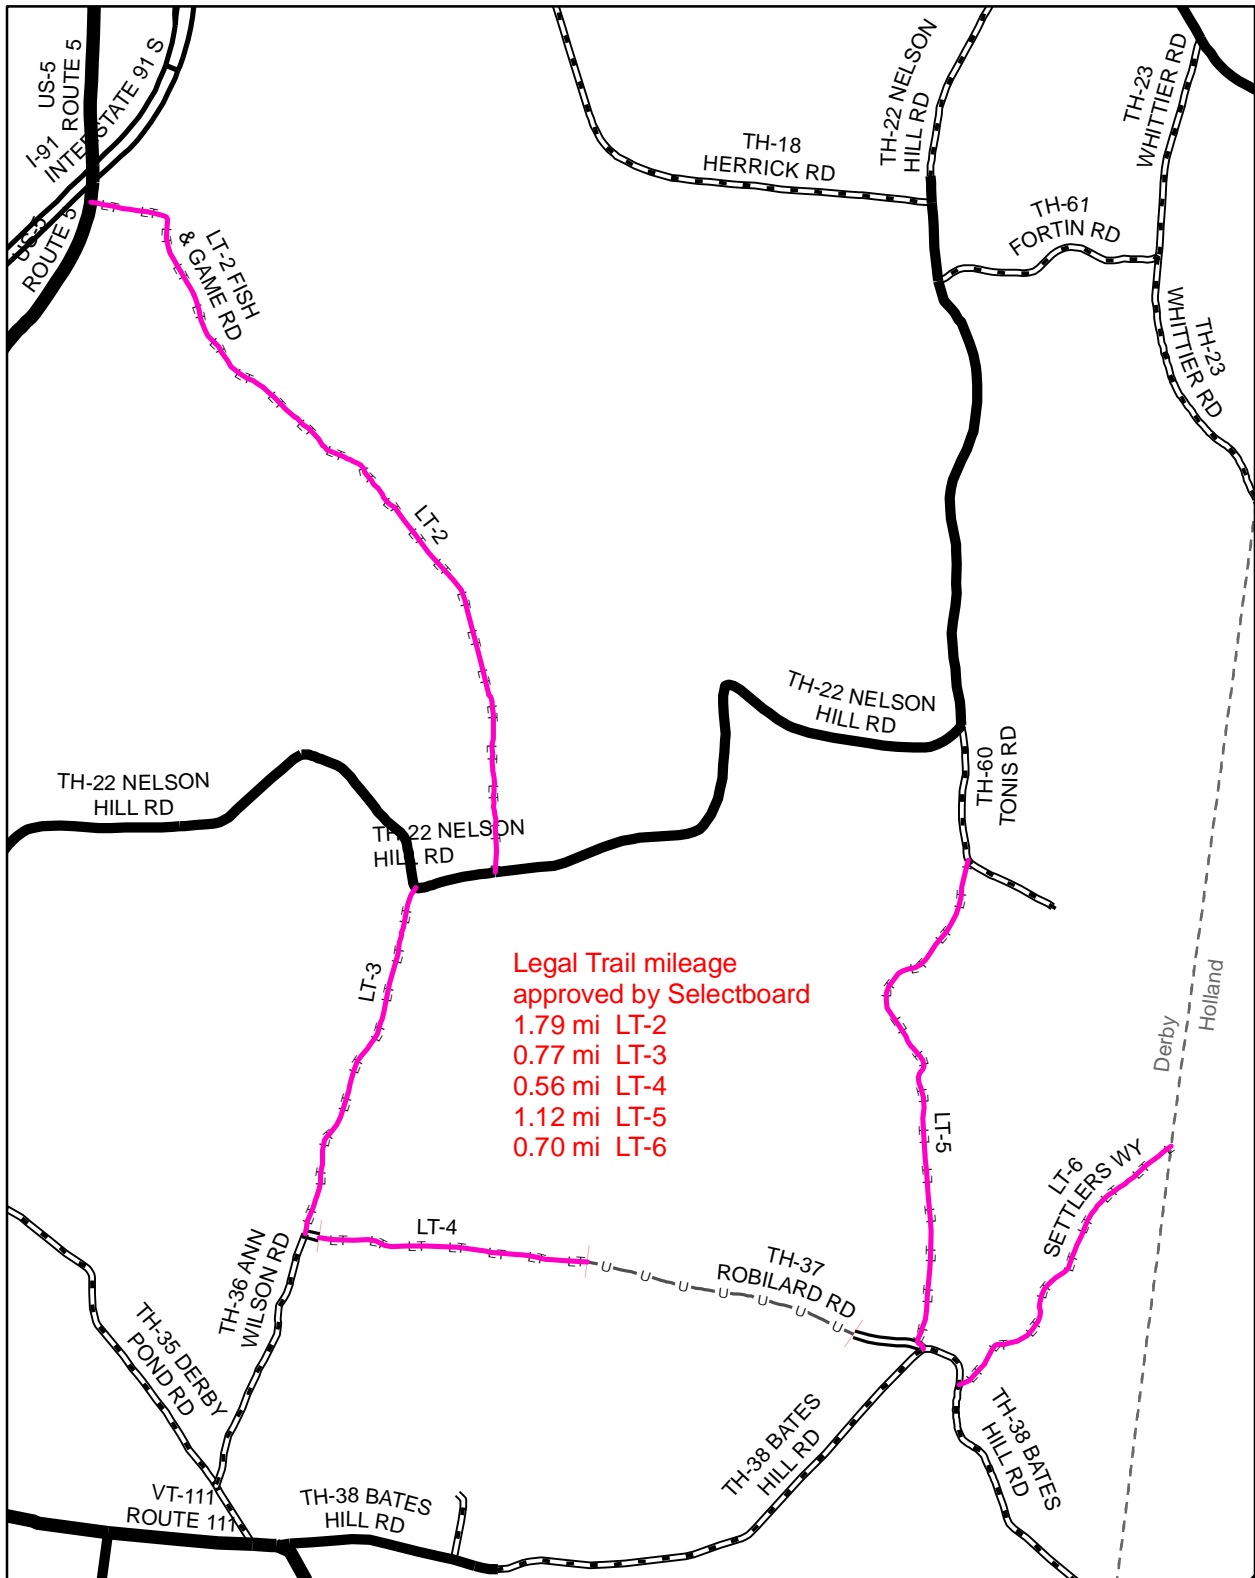 US-5
ROUTE 5
I-91
INTERSTATE 91 S
US-5
ROUTE 5
LT-2 FISH
& GAME RD
TH-18
HERRICK RD
TH-22 NELSON
HILL RD
TH-23
WHITTIER RD
TH-61
FORTIN RD
TH-23
WHITTIER RD
LT-2
TH-22 NELSON
HILL RD
TH-22 NELSON
HILL RD
TH-22 NELSON
HILL RD
TH-60
TONIS RD
LT-3
Legal Trail mileage
approved by Selectboard
1.79 mi LT-2
0.77 mi LT-3
0.56 mi LT-4
1.12 mi LT-5
0.70 mi LT-6
Derby
Holland
LT-5
LT-6
SETTLERS WY
LT-4
TH-37
ROBILARD RD
TH-36 ANN
WILSON RD
TH-35 DERBY
POND RD
TH-38 BATES
HILL RD
TH-38 BATES
HILL RD
VT-111
ROUTE 111
TH-38 BATES
HILL RD